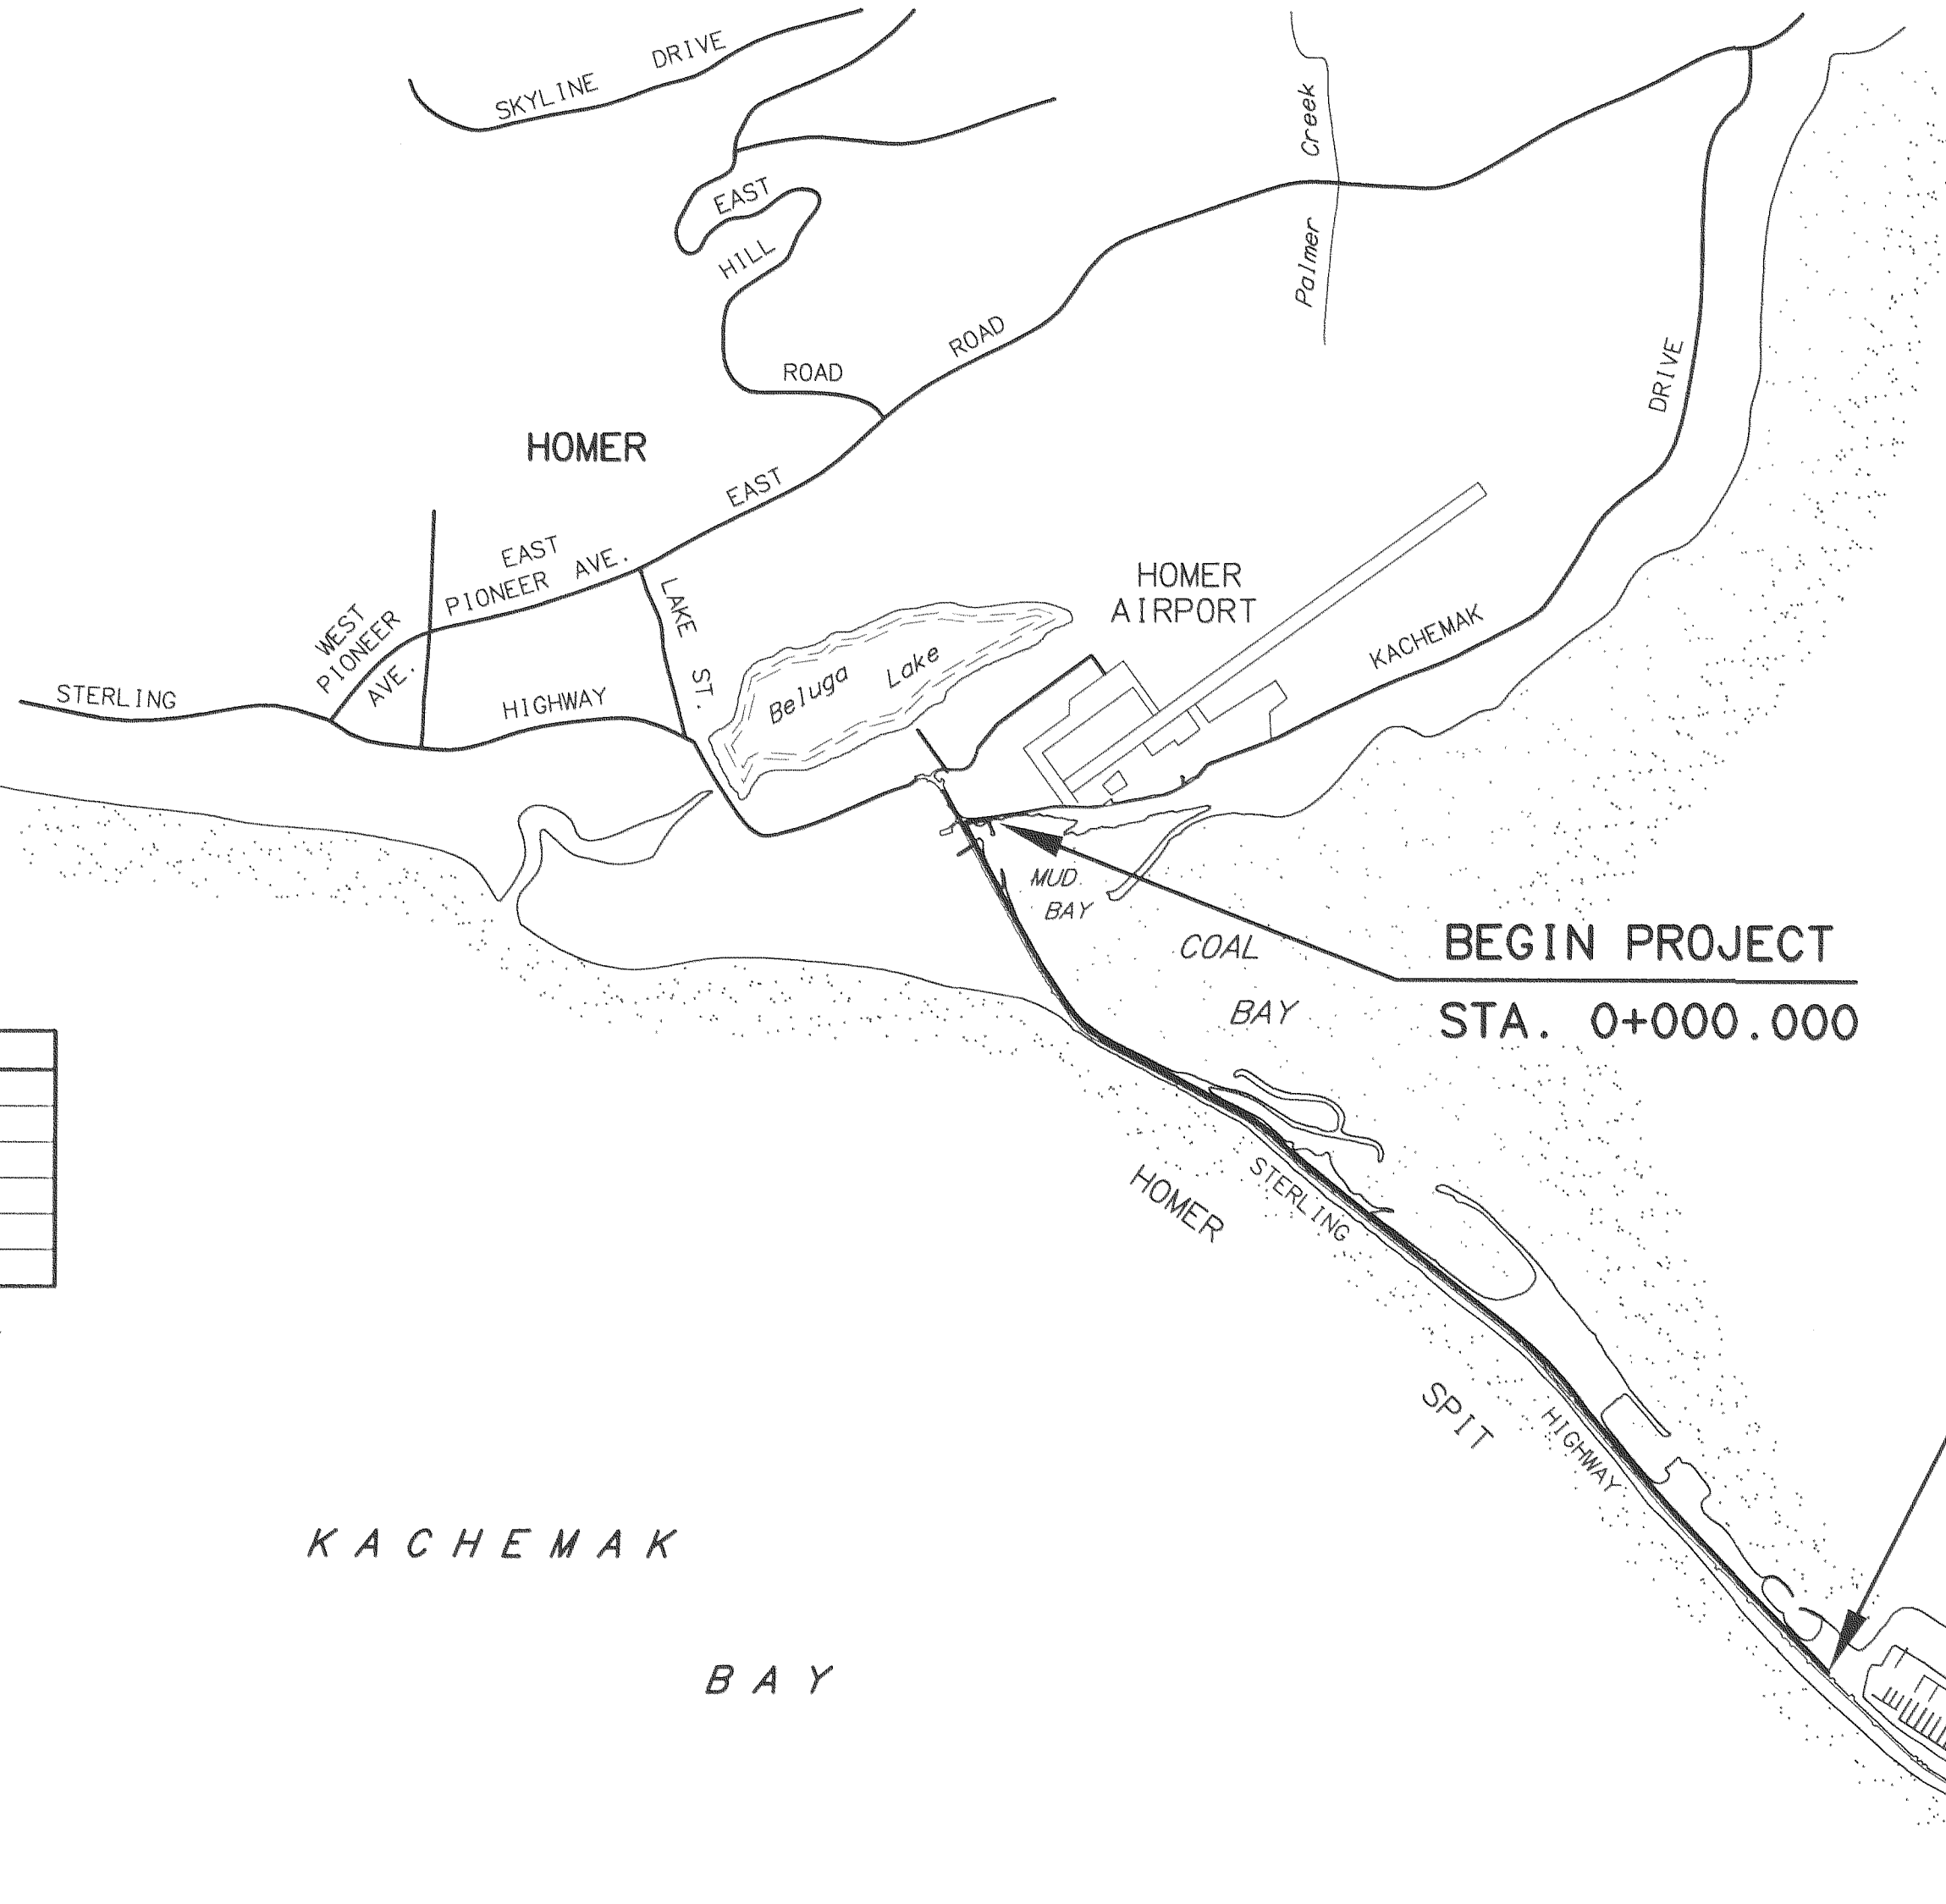 SKYLINE DRIVE
Palmer Creek
EAST
HILL
ROAD
EAST ROAD
HOMER
DRIVE
EAST
PIONEER AVE.
WEST
PIONEER
AVE.
LAKE ST.
HOMER
AIRPORT
KACHEMAK
Beluga Lake
STERLING
HIGHWAY
MUD
BAY
COAL
BAY
BEGIN PROJECT
STA. 0+000.000
HOMER
STERLING
SPIT
HIGHWAY
KACHEMAK
BAY